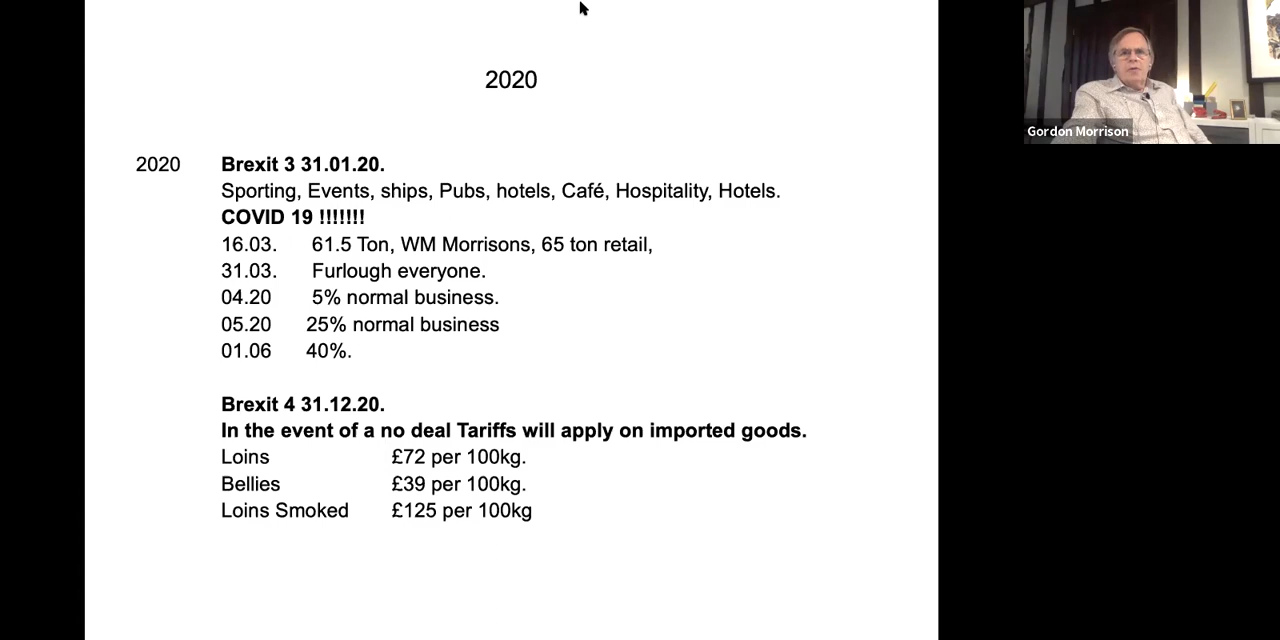 2020
2020 Brexit 3 31.01.20.
Sporting, Events, ships, Pubs, hotels, Café, Hospitality, Hotels.
COVID 19 !!!!!!!
16.03. 61.5 Ton, WM Morrisons, 65 ton retail,
31.03. Furlough everyone.
04.20 5% normal business.
05.20 25% normal business
01.06 40%.
Brexit 4 31.12.20.
In the event of a no deal Tariffs will apply on imported goods.
Loins £72 per 100kg.
Bellies £39 per 100kg.
Loins Smoked £125 per 100kg
Gordon Morrison